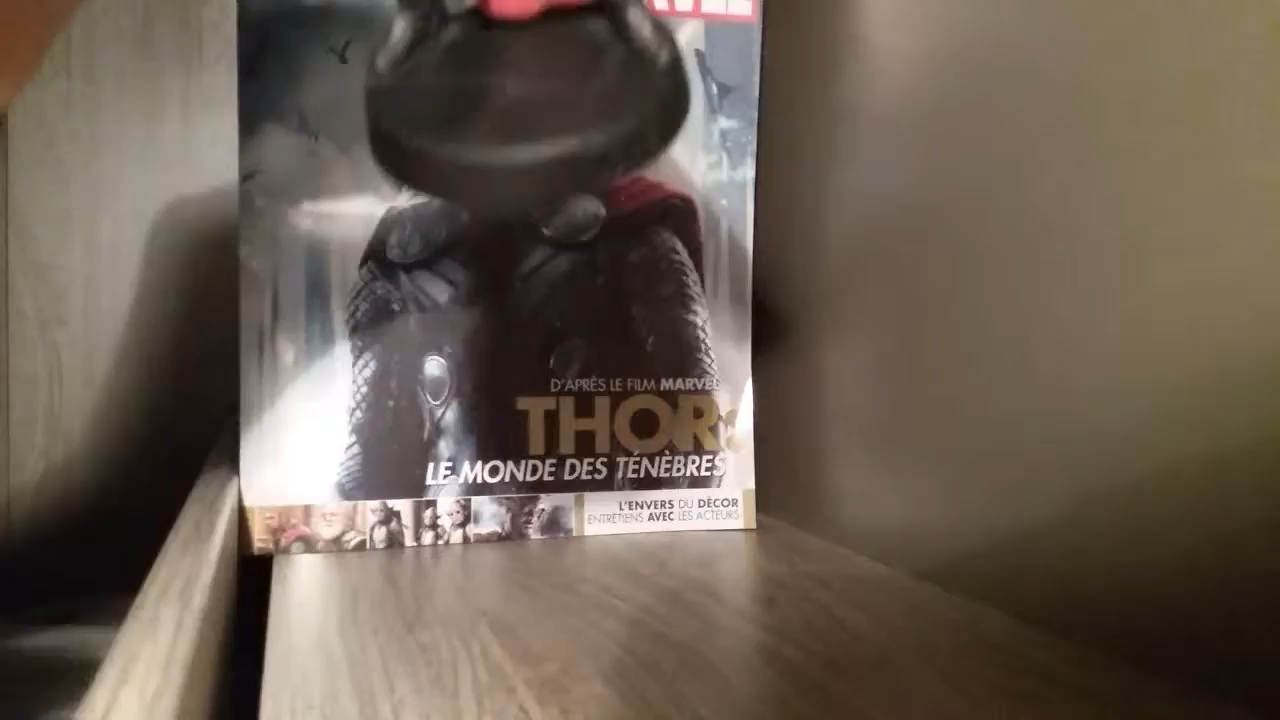 D'APRÈS LE FILM MARVEL
THOR:
LE MONDE DES TÉNÈBRES
L'ENVERS DU DÉCOR
ENTRETIENS AVEC LES ACTEURS